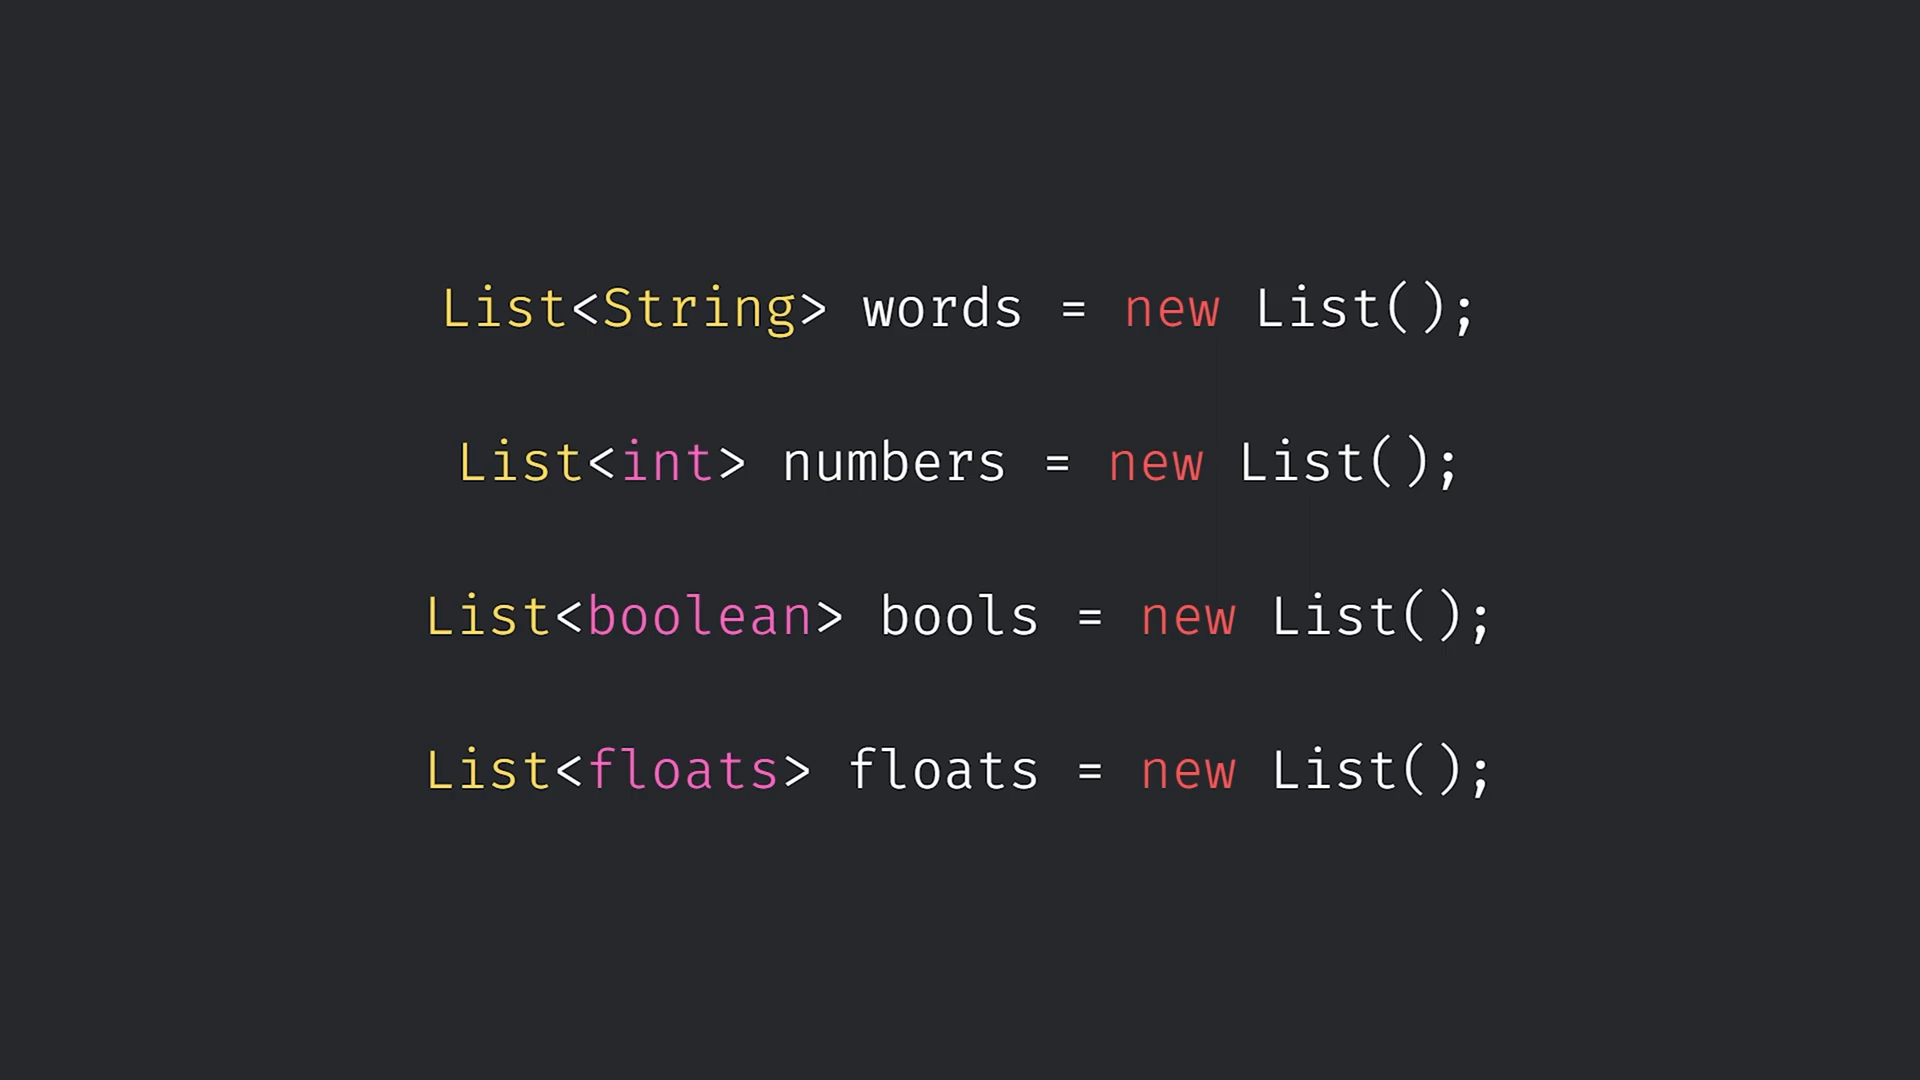 List<String> words = new List();
List<int> numbers = new List();
List<boolean> bools = new List();
List<floats> floats = new List();